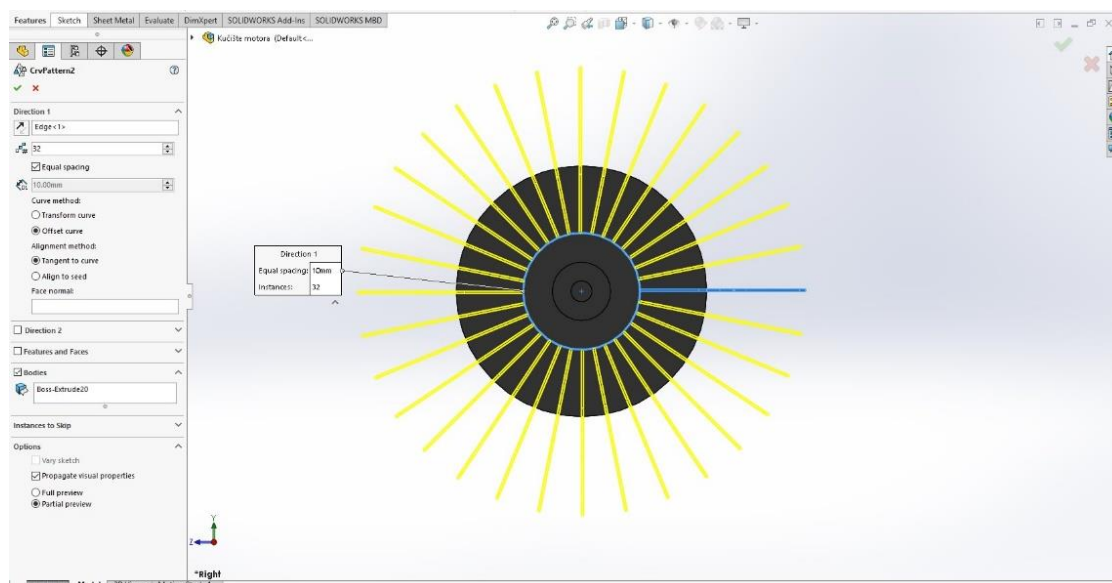 Features Sketch Sheet Metal Evaluate DimXpert SOLIDWORKS Add-Ins SOLIDWORKS MBD
Kučište motora (Default<...
CrvPattern2
Direction 1
Edge<1>
32
Equal spacing
10.00mm
Curve method:
Transform curve
Offset curve
Alignment method:
Tangent to curve
Align to seed
Face normal:
Direction 2
Features and Faces
Bodies
Boss-Extrude20
Instances to Skip
Options
Vary sketch
Propagate visual properties
Full preview
Partial preview
Direction 1
Equal spacing: 10mm
Instances: 32
Y
Z
*Right